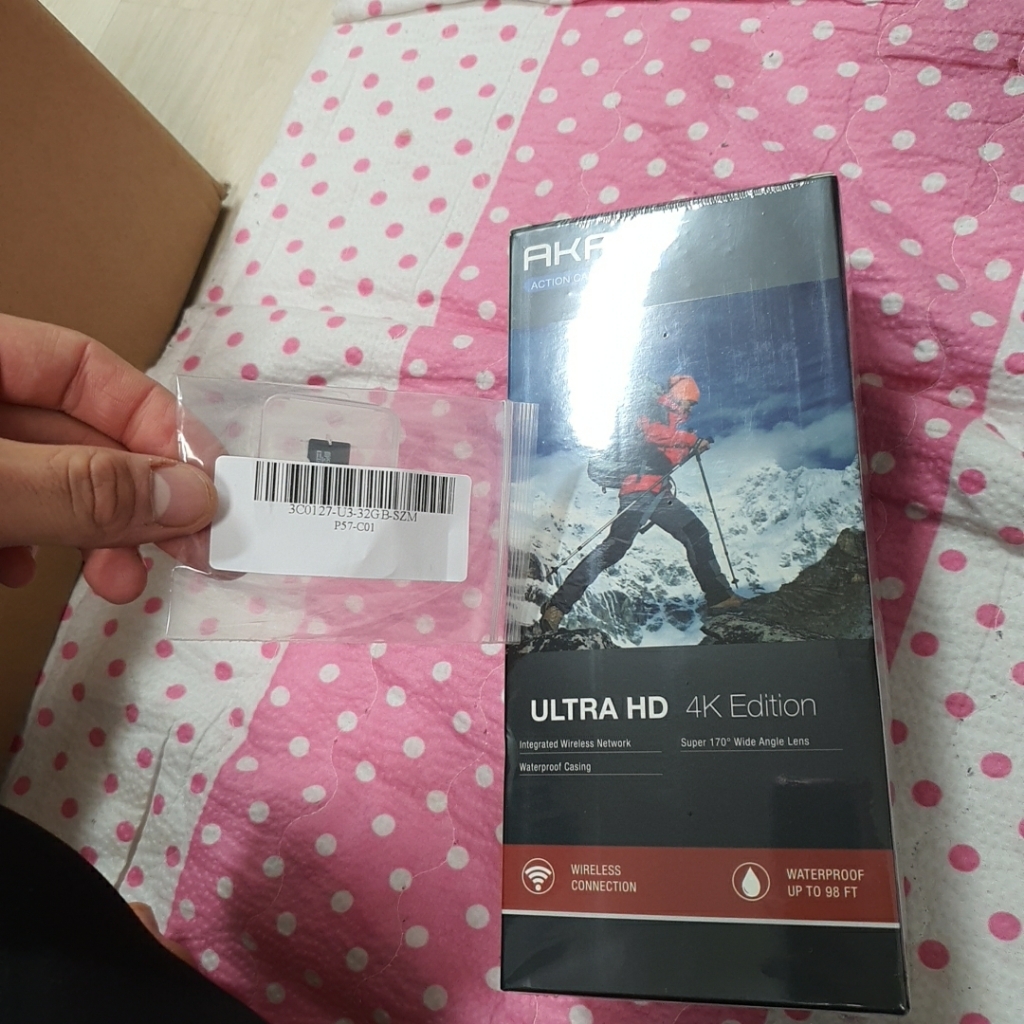 ACTION
3C0127-U3-32GB-SZM
P57-C01
ULTRA HD 4K Edition
Integrated Wireless Network
Super 170° Wide Angle Lens
Waterproof Casing
WIRELESS
CONNECTION
WATERPROOF
UP TO 98 FT